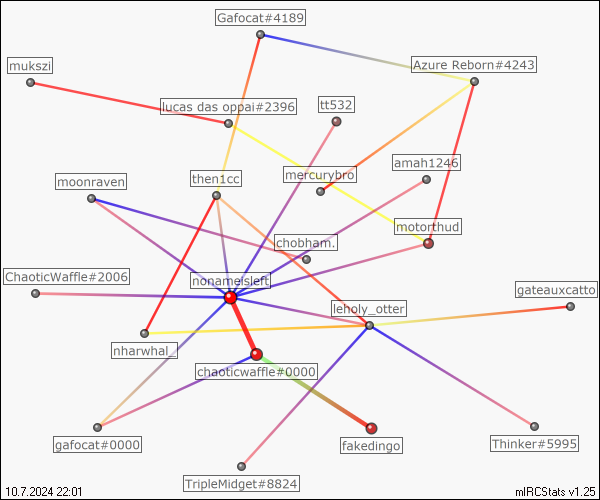 Gafocat#4189
mukszi
Azure Reborn#4243
lucas das oppai#2396
tt532
amah1246
mercurybro
then1cc
moonraven
motorthud
chobham.
ChaoticWaffle#2006
nonameisleft
gateauxcatto
leholy_otter
nharwhal_
chaoticwaffle#0000
gafocat#0000
fakedingo
Thinker#5995
TripleMidget#8824
10.7.2024 22:01
mIRCStats v1.25